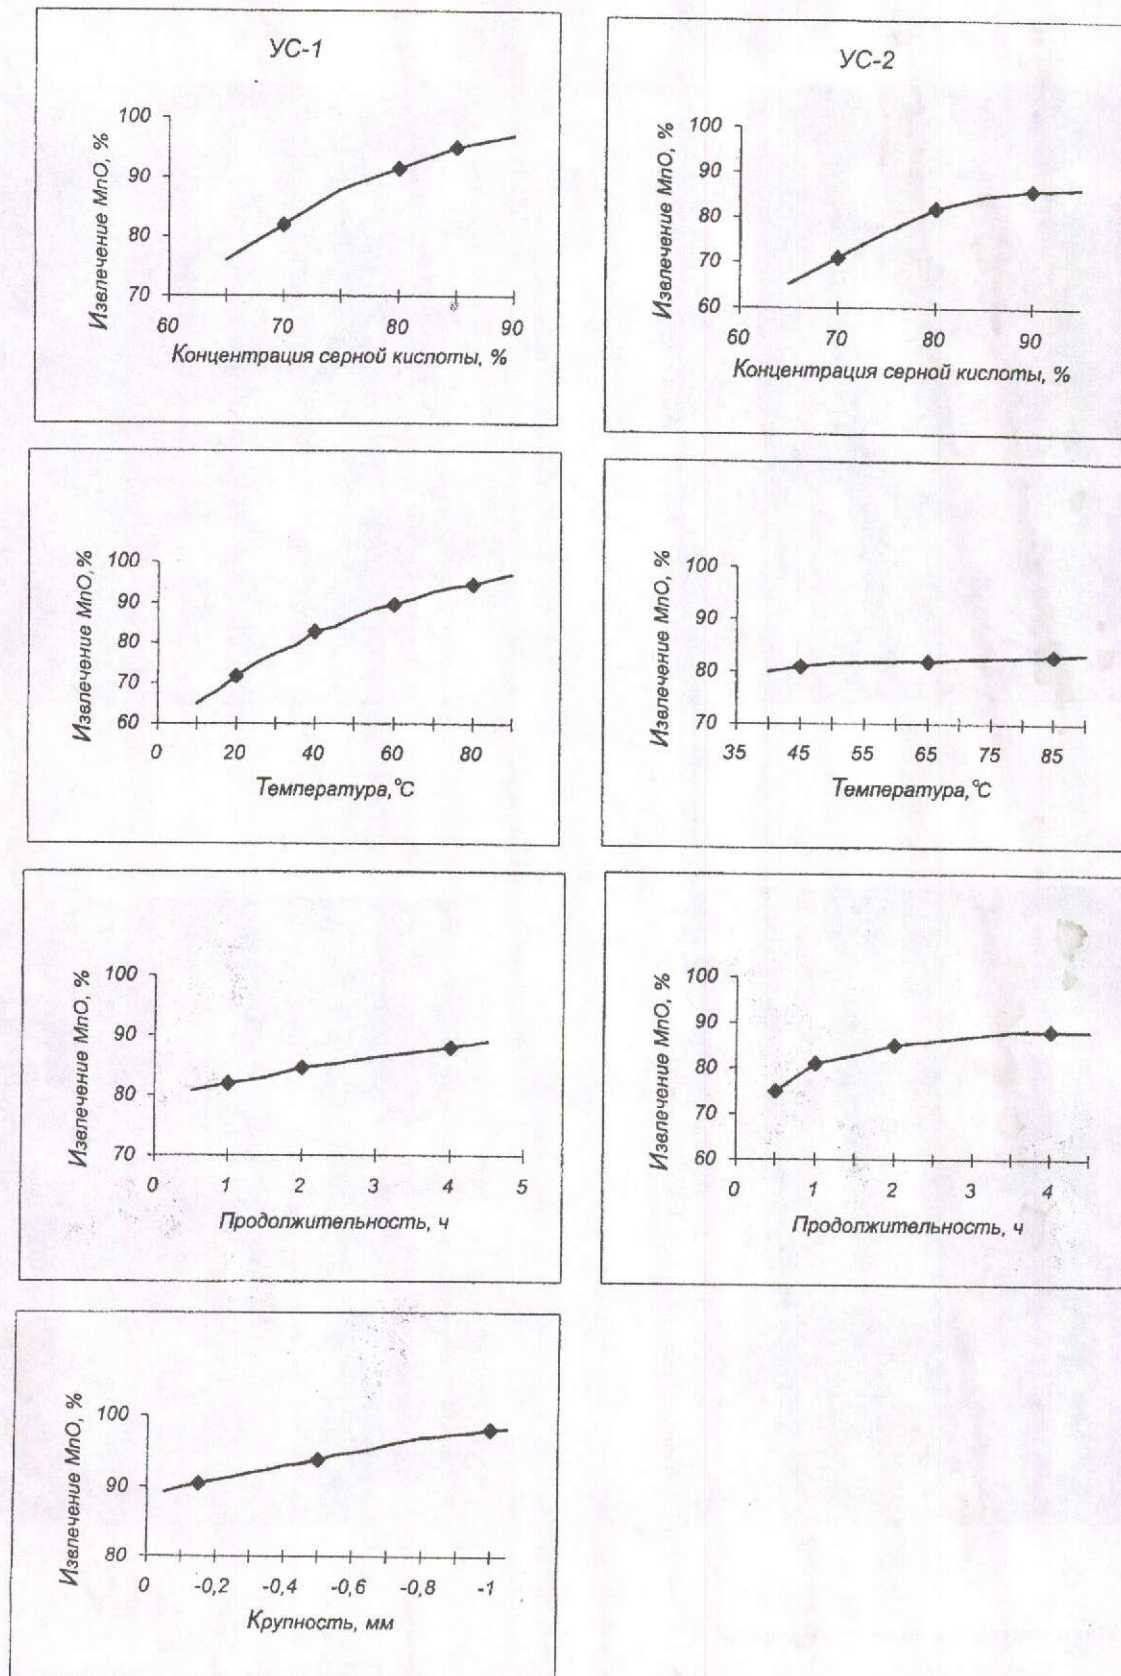 УС-1
Извлечение MnO, %
100
90
80
70
60 70 80 90
Концентрация серной кислоты, %
УС-2
Извлечение MnO, %
100
90
80
70
60
60 70 80 90
Концентрация серной кислоты, %
Извлечение MnO,%
100
90
80
70
60
0 20 40 60 80
Температура,°С
Извлечение MnO, %
100
90
80
70
35 45 55 65 75 85
Температура,°С
Извлечение MnO, %
100
90
80
70
0 1 2 3 4 5
Продолжительность, ч
Извлечение MnO, %
100
90
80
70
60
0 1 2 3 4
Продолжительность, ч
Извлечение MnO, %
100
90
80
0 -0,2 -0,4 -0,6 -0,8 -1
Крупность, мм